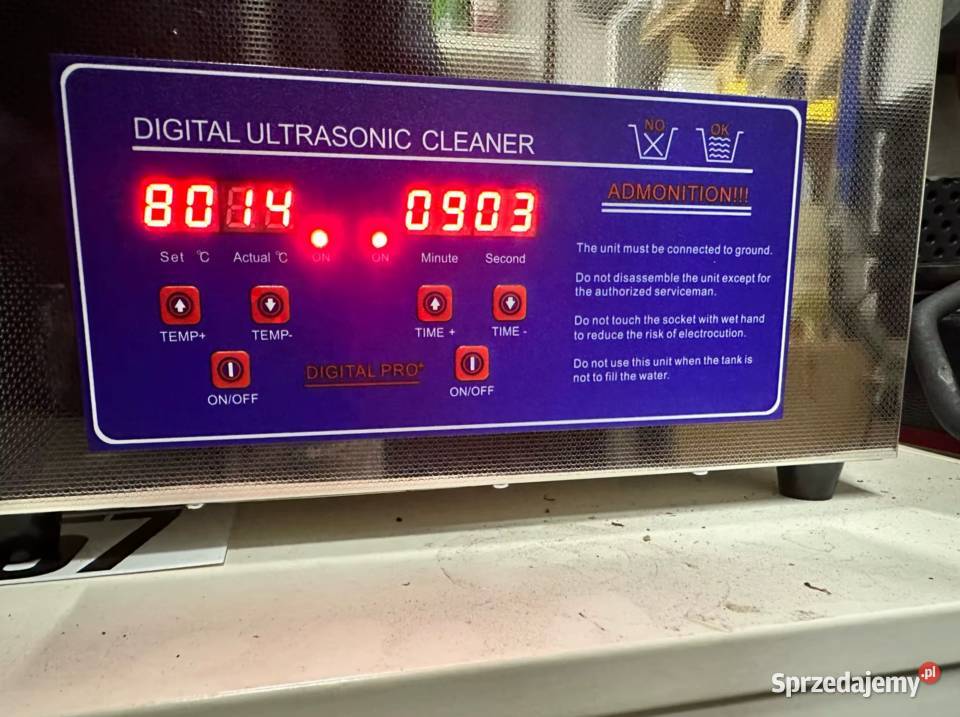 DIGITAL ULTRASONIC CLEANER
NO
OK
8014
0903
ADMONITION!!!
Set °C
Actual °C
ON
ON
Minute
Second
TEMP+
TEMP-
TIME +
TIME -
ON/OFF
DIGITAL PRO+
ON/OFF
The unit must be connected to ground.
Do not disassemble the unit except for
the authorized serviceman.
Do not touch the socket with wet hand
to reduce the risk of electrocution.
Do not use this unit when the tank is
not to fill the water.
Sprzedajemy.pl